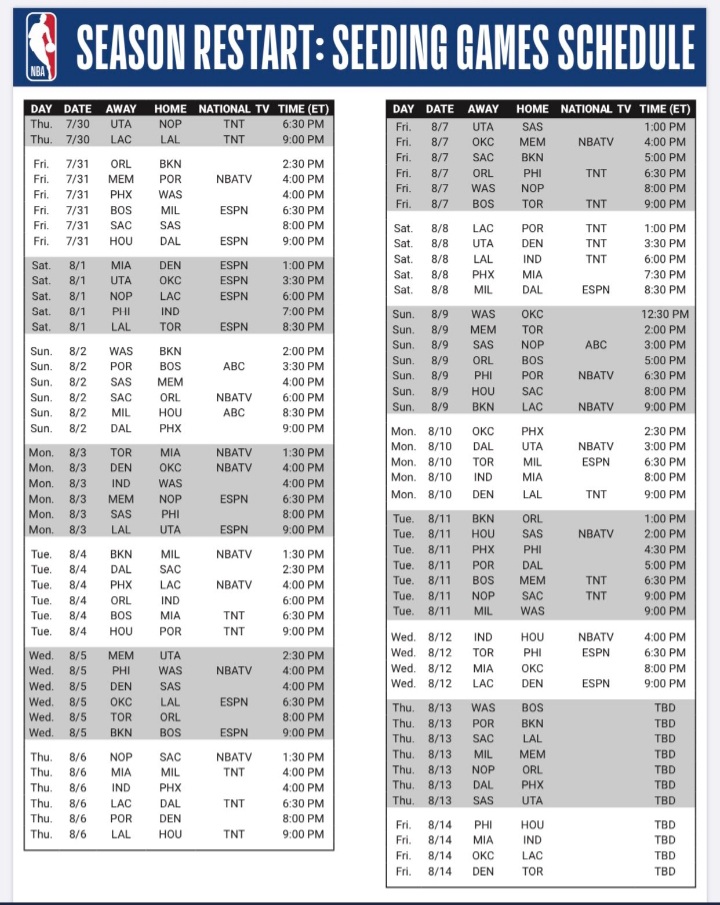 NBA
SEASON RESTART: SEEDING GAMES SCHEDULE
DAY DATE AWAY HOME NATIONAL TV TIME (ET)
Thu. 7/30 UTA NOP TNT 6:30 PM
Thu. 7/30 LAC LAL TNT 9:00 PM
Fri. 7/31 ORL BKN 2:30 PM
Fri. 7/31 MEM POR NBATV 4:00 PM
Fri. 7/31 PHX WAS 4:00 PM
Fri. 7/31 BOS MIL ESPN 6:30 PM
Fri. 7/31 SAC SAS 8:00 PM
Fri. 7/31 HOU DAL ESPN 9:00 PM
Sat. 8/1 MIA DEN ESPN 1:00 PM
Sat. 8/1 UTA OKC ESPN 3:30 PM
Sat. 8/1 NOP LAC ESPN 6:00 PM
Sat. 8/1 PHI IND 7:00 PM
Sat. 8/1 LAL TOR ESPN 8:30 PM
Sun. 8/2 WAS BKN 2:00 PM
Sun. 8/2 POR BOS ABC 3:30 PM
Sun. 8/2 SAS MEM 4:00 PM
Sun. 8/2 SAC ORL NBATV 6:00 PM
Sun. 8/2 MIL HOU ABC 8:30 PM
Sun. 8/2 DAL PHX 9:00 PM
Mon. 8/3 TOR MIA NBATV 1:30 PM
Mon. 8/3 DEN OKC NBATV 4:00 PM
Mon. 8/3 IND WAS 4:00 PM
Mon. 8/3 MEM NOP ESPN 6:30 PM
Mon. 8/3 SAS PHI 8:00 PM
Mon. 8/3 LAL UTA ESPN 9:00 PM
Tue. 8/4 BKN MIL NBATV 1:30 PM
Tue. 8/4 DAL SAC 2:30 PM
Tue. 8/4 PHX LAC NBATV 4:00 PM
Tue. 8/4 ORL IND 6:00 PM
Tue. 8/4 BOS MIA TNT 6:30 PM
Tue. 8/4 HOU POR TNT 9:00 PM
Wed. 8/5 MEM UTA 2:30 PM
Wed. 8/5 PHI WAS NBATV 4:00 PM
Wed. 8/5 DEN SAS 4:00 PM
Wed. 8/5 OKC LAL ESPN 6:30 PM
Wed. 8/5 TOR ORL 8:00 PM
Wed. 8/5 BKN BOS ESPN 9:00 PM
Thu. 8/6 NOP SAC NBATV 1:30 PM
Thu. 8/6 MIA MIL TNT 4:00 PM
Thu. 8/6 IND PHX 4:00 PM
Thu. 8/6 LAC DAL TNT 6:30 PM
Thu. 8/6 POR DEN 8:00 PM
Thu. 8/6 LAL HOU TNT 9:00 PM
DAY DATE AWAY HOME NATIONAL TV TIME (ET)
Fri. 8/7 UTA SAS 1:00 PM
Fri. 8/7 OKC MEM NBATV 4:00 PM
Fri. 8/7 SAC BKN 5:00 PM
Fri. 8/7 ORL PHI TNT 6:30 PM
Fri. 8/7 WAS NOP 8:00 PM
Fri. 8/7 BOS TOR TNT 9:00 PM
Sat. 8/8 LAC POR TNT 1:00 PM
Sat. 8/8 UTA DEN TNT 3:30 PM
Sat. 8/8 LAL IND TNT 6:00 PM
Sat. 8/8 PHX MIA 7:30 PM
Sat. 8/8 MIL DAL ESPN 8:30 PM
Sun. 8/9 WAS OKC 12:30 PM
Sun. 8/9 MEM TOR 2:00 PM
Sun. 8/9 SAS NOP ABC 3:00 PM
Sun. 8/9 ORL BOS 5:00 PM
Sun. 8/9 PHI POR NBATV 6:30 PM
Sun. 8/9 HOU SAC 8:00 PM
Sun. 8/9 BKN LAC NBATV 9:00 PM
Mon. 8/10 OKC PHX 2:30 PM
Mon. 8/10 DAL UTA NBATV 3:00 PM
Mon. 8/10 TOR MIL ESPN 6:30 PM
Mon. 8/10 IND MIA 8:00 PM
Mon. 8/10 DEN LAL TNT 9:00 PM
Tue. 8/11 BKN ORL 1:00 PM
Tue. 8/11 HOU SAS NBATV 2:00 PM
Tue. 8/11 PHX PHI 4:30 PM
Tue. 8/11 POR DAL 5:00 PM
Tue. 8/11 BOS MEM TNT 6:30 PM
Tue. 8/11 NOP SAC TNT 9:00 PM
Tue. 8/11 MIL WAS 9:00 PM
Wed. 8/12 IND HOU NBATV 4:00 PM
Wed. 8/12 TOR PHI ESPN 6:30 PM
Wed. 8/12 MIA OKC 8:00 PM
Wed. 8/12 LAC DEN ESPN 9:00 PM
Thu. 8/13 WAS BOS TBD
Thu. 8/13 POR BKN TBD
Thu. 8/13 SAC LAL TBD
Thu. 8/13 MIL MEM TBD
Thu. 8/13 NOP ORL TBD
Thu. 8/13 DAL PHX TBD
Thu. 8/13 SAS UTA TBD
Fri. 8/14 PHI HOU TBD
Fri. 8/14 MIA IND TBD
Fri. 8/14 OKC LAC TBD
Fri. 8/14 DEN TOR TBD